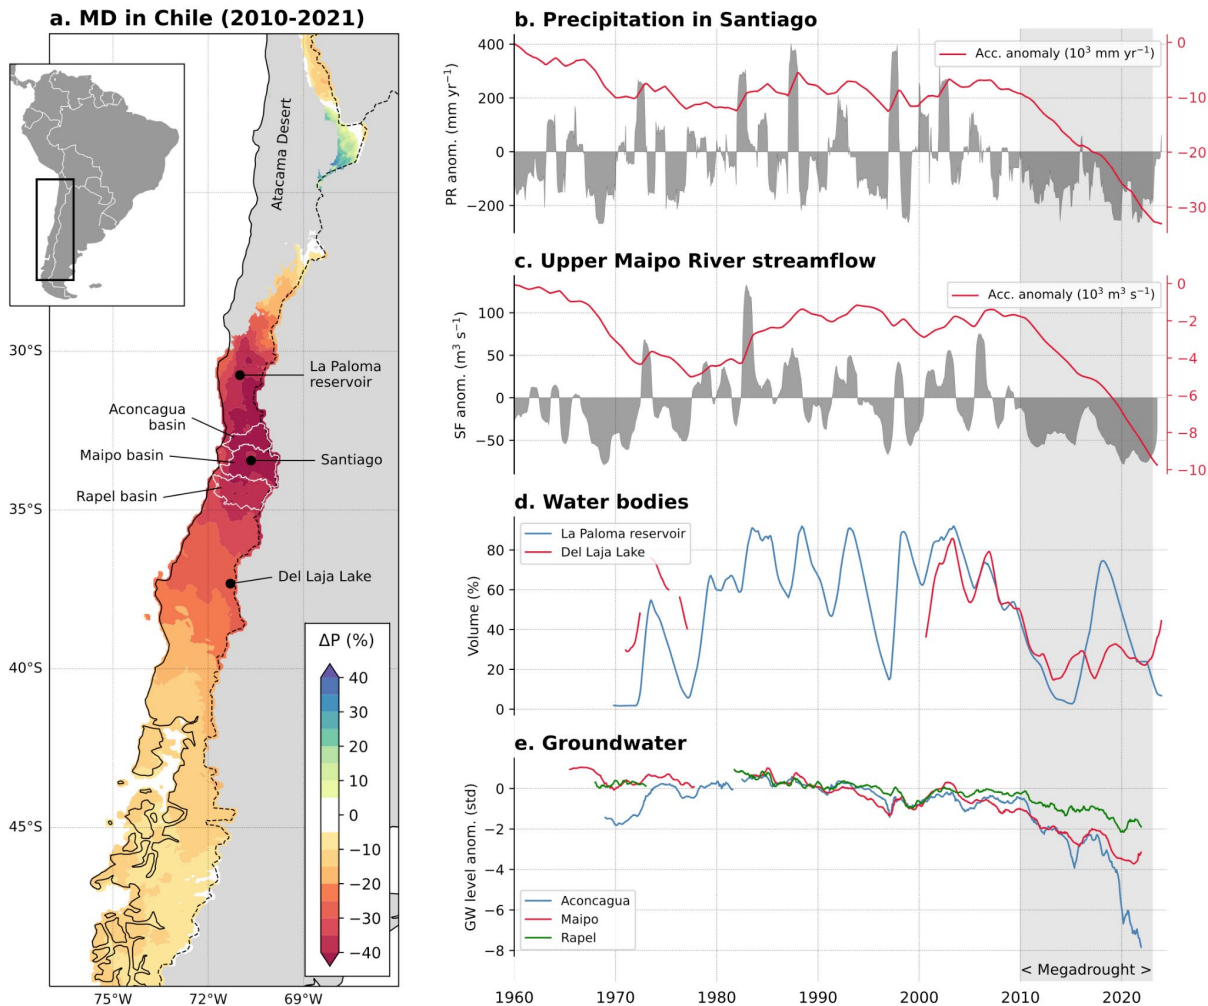 a. MD in Chile (2010-2021)
Atacama Desert
La Paloma
reservoir
Aconcagua
basin
Maipo basin
Santiago
Rapel basin
Del Laja Lake
30°S
35°S
40°S
45°S
75°W
72°W
69°W
ΔP (%)
40
30
20
10
0
−10
−20
−30
−40
b. Precipitation in Santiago
PR anom. (mm yr⁻¹)
400
200
0
−200
Acc. anomaly (10³ mm yr⁻¹)
0
−10
−20
−30
c. Upper Maipo River streamflow
SF anom. (m³ s⁻¹)
100
50
0
−50
Acc. anomaly (10³ m³ s⁻¹)
0
−2
−4
−6
−8
−10
d. Water bodies
Volume (%)
80
60
40
20
0
La Paloma reservoir
Del Laja Lake
e. Groundwater
GW level anom. (std)
0
−2
−4
−6
−8
Aconcagua
Maipo
Rapel
< Megadrought >
1960
1970
1980
1990
2000
2010
2020